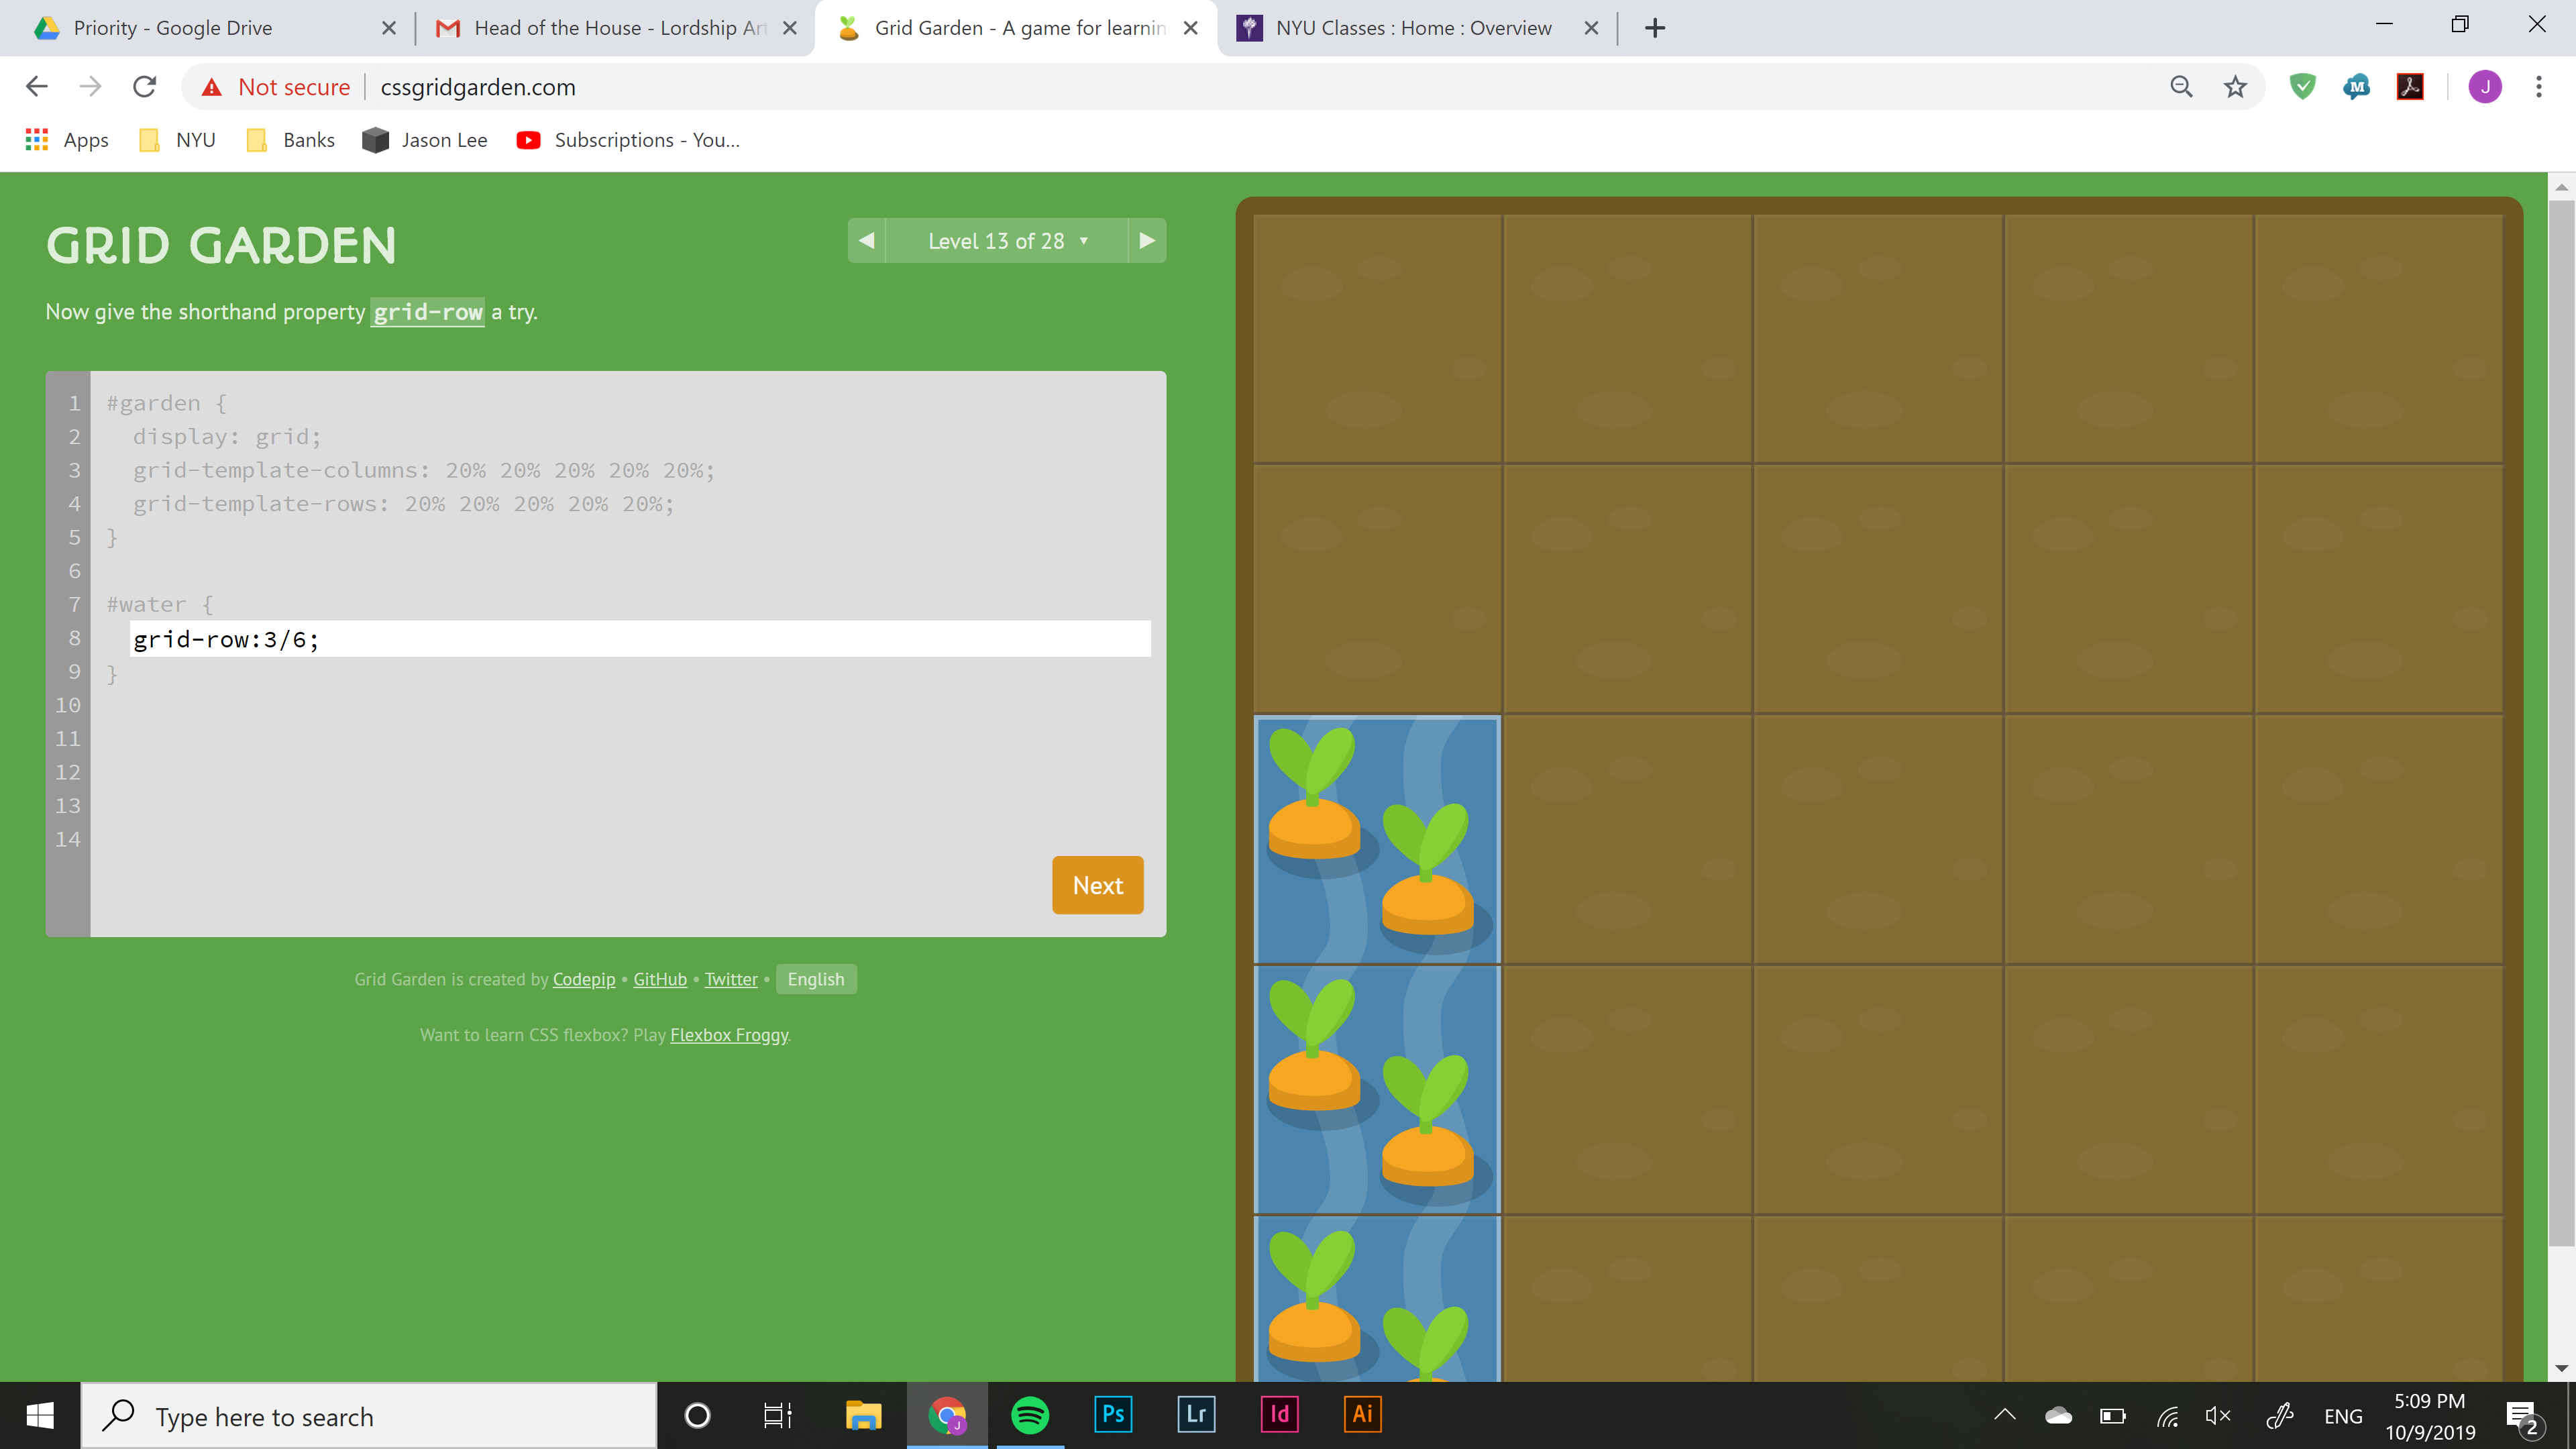 Priority - Google Drive
Head of the House - Lordship Art
Grid Garden - A game for learnin
NYU Classes : Home : Overview
Not secure
cssgridgarden.com
M
J
Apps
NYU
Banks
Jason Lee
Subscriptions - You...
GRID GARDEN
Level 13 of 28
Now give the shorthand property grid-row a try.
1 #garden {
2 display: grid;
3 grid-template-columns: 20% 20% 20% 20% 20%;
4 grid-template-rows: 20% 20% 20% 20% 20%;
5 }
6
7 #water {
8 grid-row:3/6;
9 }
10
11
12
13
14
Next
Grid Garden is created by Codepip • GitHub • Twitter • English
Want to learn CSS flexbox? Play Flexbox Froggy.
Type here to search
J
Ps
Lr
Id
Ai
ENG
5:09 PM
10/9/2019
2